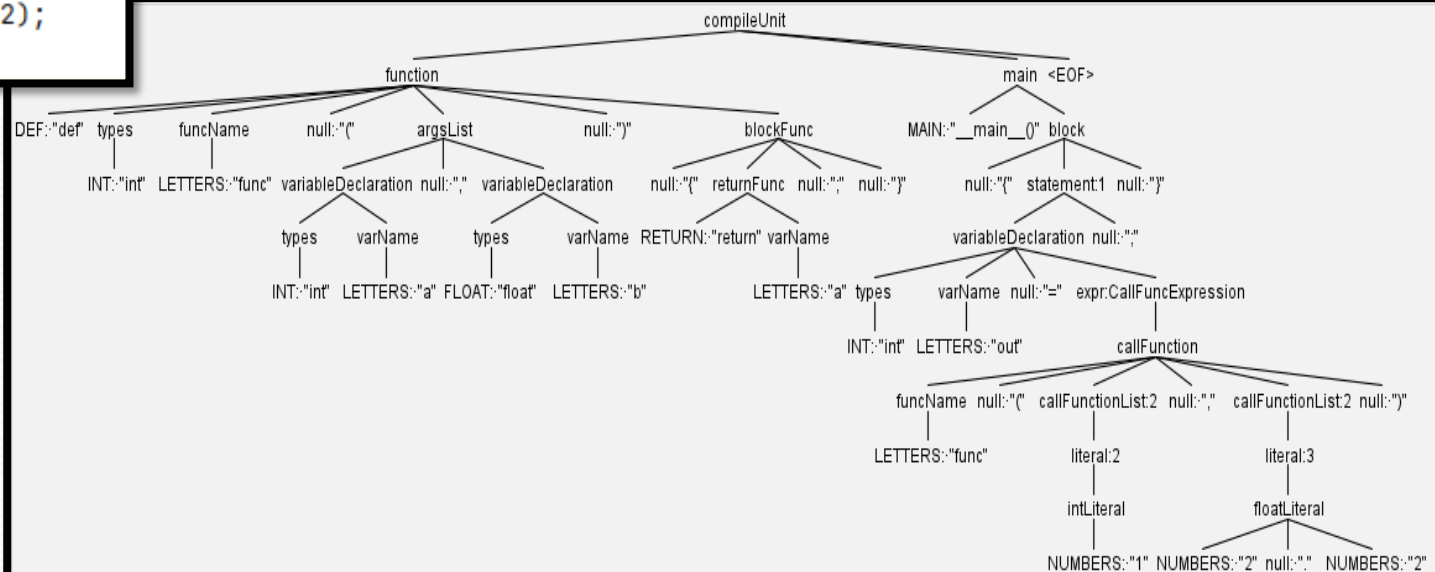 2);
compileUnit
function main <EOF>
DEF:·"def" types funcName null:·"(" argsList null:·")" blockFunc MAIN:·"__main__()" block
INT:·"int" LETTERS:·"func" variableDeclaration null:·"," variableDeclaration null:·"{" returnFunc null:·";" null:·"}" null:·"{" statement:1 null:·"}"
types varName types varName RETURN:·"return" varName variableDeclaration null:·";"
INT:·"int" LETTERS:·"a" FLOAT:·"float" LETTERS:·"b" LETTERS:·"a" types varName null:·"=" expr:CallFuncExpression
INT:·"int" LETTERS:·"out" callFunction
funcName null:·"(" callFunctionList:2 null:·"," callFunctionList:2 null:·")"
LETTERS:·"func" literal:2 literal:3
intLiteral floatLiteral
NUMBERS:·"1" NUMBERS:·"2" null:·"." NUMBERS:·"2"